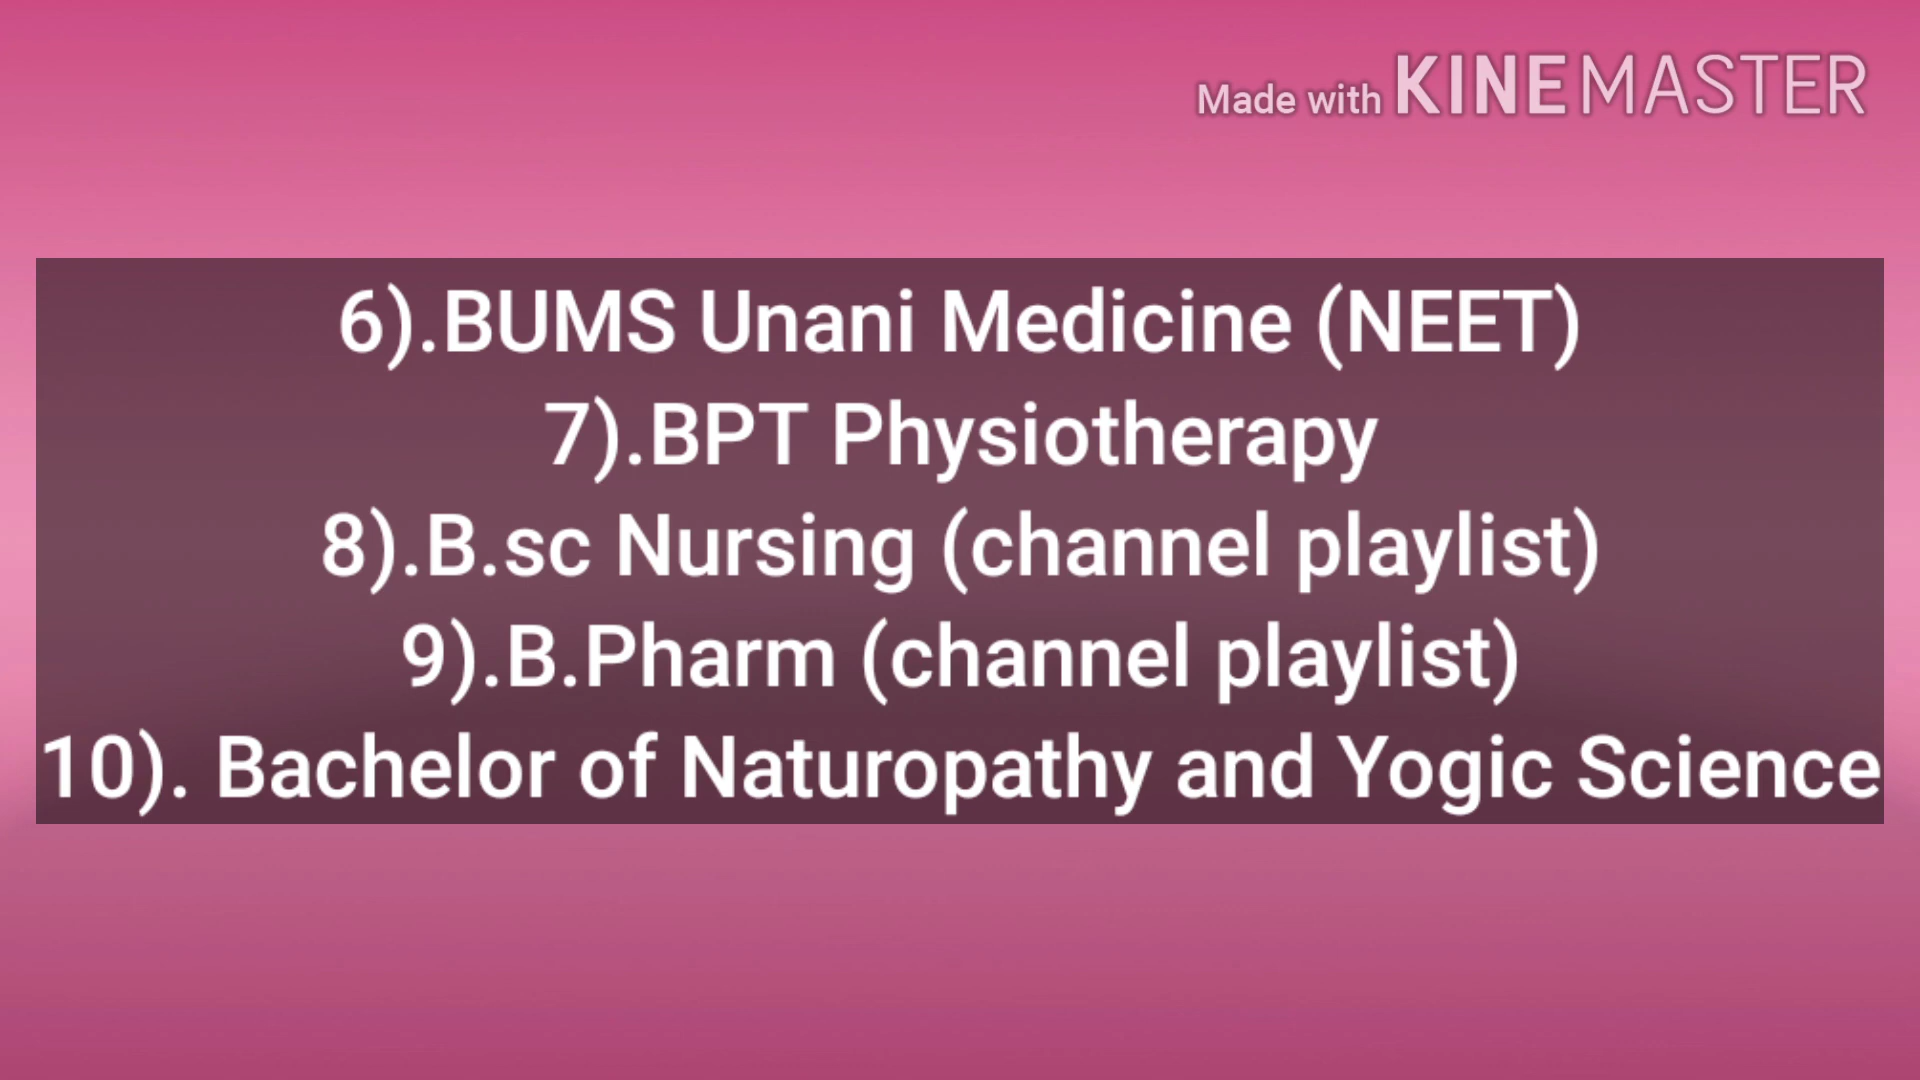 Made with KINEMASTER
6).BUMS Unani Medicine (NEET)
7).BPT Physiotherapy
8).B.sc Nursing (channel playlist)
9).B.Pharm (channel playlist)
10). Bachelor of Naturopathy and Yogic Science